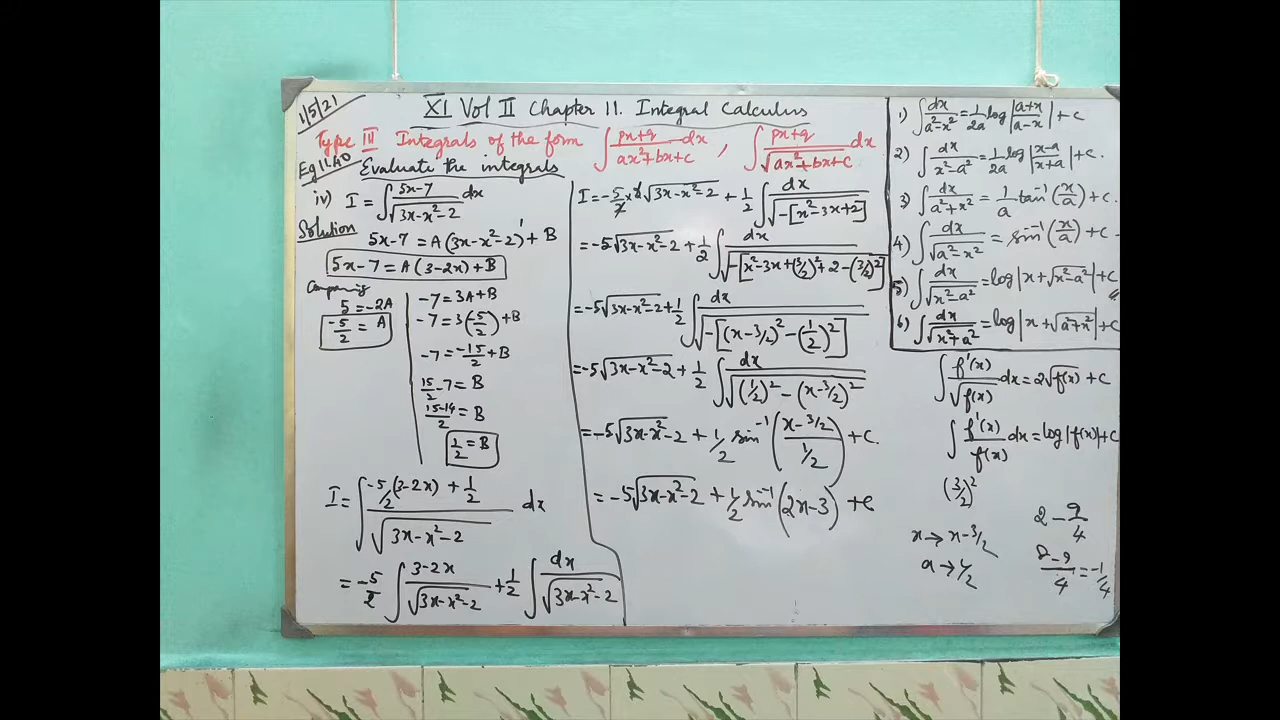 1/5/21
XI Vol II Chapter 11. Integral Calculus
Type III Integrals of the form ∫ (px+q)/(ax²+bx+c) dx , ∫ (px+q)/√(ax²+bx+c) dx
Eg 11.40 Evaluate the integrals
iv) I = ∫ (5x-7)/√(3x-x²-2) dx
Solution
5x-7 = A(3x-x²-2)' + B
5x-7 = A(3-2x) + B
Comparing
5 = -2A
-5/2 = A
-7 = 3A+B
-7 = 3(-5/2) + B
-7 = -15/2 + B
15/2 - 7 = B
(15-14)/2 = B
1/2 = B
I = ∫ (-5/2 (3-2x) + 1/2)/√(3x-x²-2) dx
= -5/2 ∫ (3-2x)/√(3x-x²-2) + 1/2 ∫ dx/√(3x-x²-2)
I = -5/2 × 2√(3x-x²-2) + 1/2 ∫ dx/√(-[x²-3x+2])
= -5√(3x-x²-2) + 1/2 ∫ dx/√(-[x²-3x+(3/2)²+2-(3/2)²])
= -5√(3x-x²-2) + 1/2 ∫ dx/√(-[(x-3/2)²-(1/2)²])
= -5√(3x-x²-2) + 1/2 ∫ dx/√((1/2)²-(x-3/2)²)
= -5√(3x-x²-2) + 1/2 sin⁻¹((x-3/2)/(1/2)) + c.
= -5√(3x-x²-2) + 1/2 sin⁻¹(2x-3) + c
1) ∫ dx/(a²-x²) = 1/2a log|(a+x)/(a-x)| + c
2) ∫ dx/(x²-a²) = 1/2a log|(x-a)/(x+a)| + c.
3) ∫ dx/(a²+x²) = 1/a tan⁻¹(x/a) + c.
4) ∫ dx/√(a²-x²) = sin⁻¹(x/a) + c
5) ∫ dx/√(x²-a²) = log|x+√(x²-a²)| + c
6) ∫ dx/√(x²+a²) = log|x+√(a²+x²)| + c
∫ f'(x)/√f(x) dx = 2√f(x) + c
∫ f'(x)/f(x) dx = log|f(x)| + c
(3/2)²
x → x-3/2
a → 1/2
2 - 9/4
(8-9)/4 = -1/4